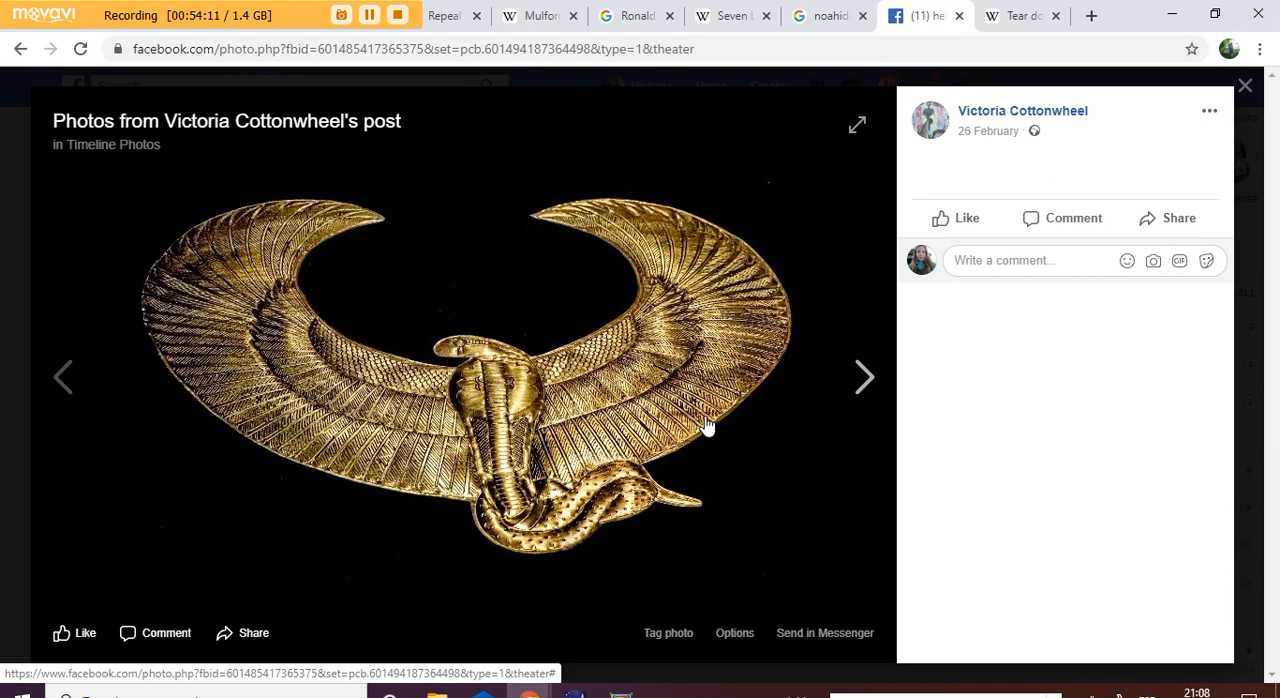 movavi Recording [00:54:11 / 1.4 GB]
Repeal
Mulfor
Ronald
Seven L
noahid
(11) he
Tear do
facebook.com/photo.php?fbid=601485417365375&set=pcb.601494187364498&type=1&theater
Photos from Victoria Cottonwheel's post
in Timeline Photos
Victoria Cottonwheel
26 February
Like Comment Share
Write a comment...
GIF
Like Comment Share Tag photo Options Send in Messenger
https://www.facebook.com/photo.php?fbid=601485417365375&set=pcb.601494187364498&type=1&theater#
21:08